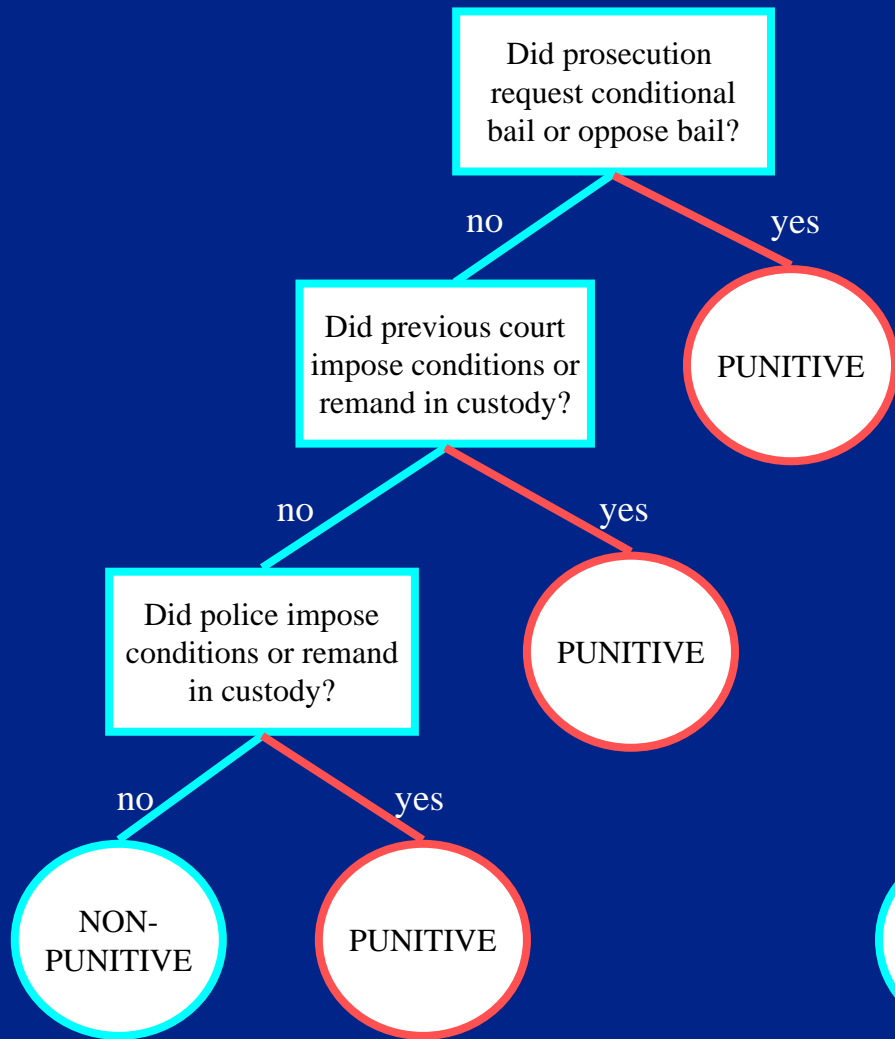 Did prosecution
request conditional
bail or oppose bail?
no
yes
Did previous court
impose conditions or
remand in custody?
PUNITIVE
no
yes
Did police impose
conditions or remand
in custody?
PUNITIVE
no
yes
NON-
PUNITIVE
PUNITIVE